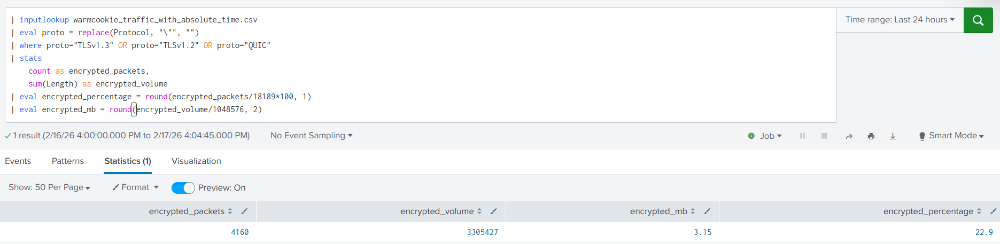 | inputlookup warmcookie_traffic_with_absolute_time.csv
| eval proto = replace(Protocol, "\"", "")
| where proto="TLSv1.3" OR proto="TLSv1.2" OR proto="QUIC"
| stats
count as encrypted_packets,
sum(Length) as encrypted_volume
| eval encrypted_percentage = round(encrypted_packets/18189*100, 1)
| eval encrypted_mb = round(encrypted_volume/1048576, 2)
Time range: Last 24 hours
1 result (2/16/26 4:00:00.000 PM to 2/17/26 4:04:45.000 PM) No Event Sampling Job Smart Mode
Events Patterns Statistics (1) Visualization
Show: 50 Per Page Format Preview: On
encrypted_packets encrypted_volume encrypted_mb encrypted_percentage
4160 3305427 3.15 22.9